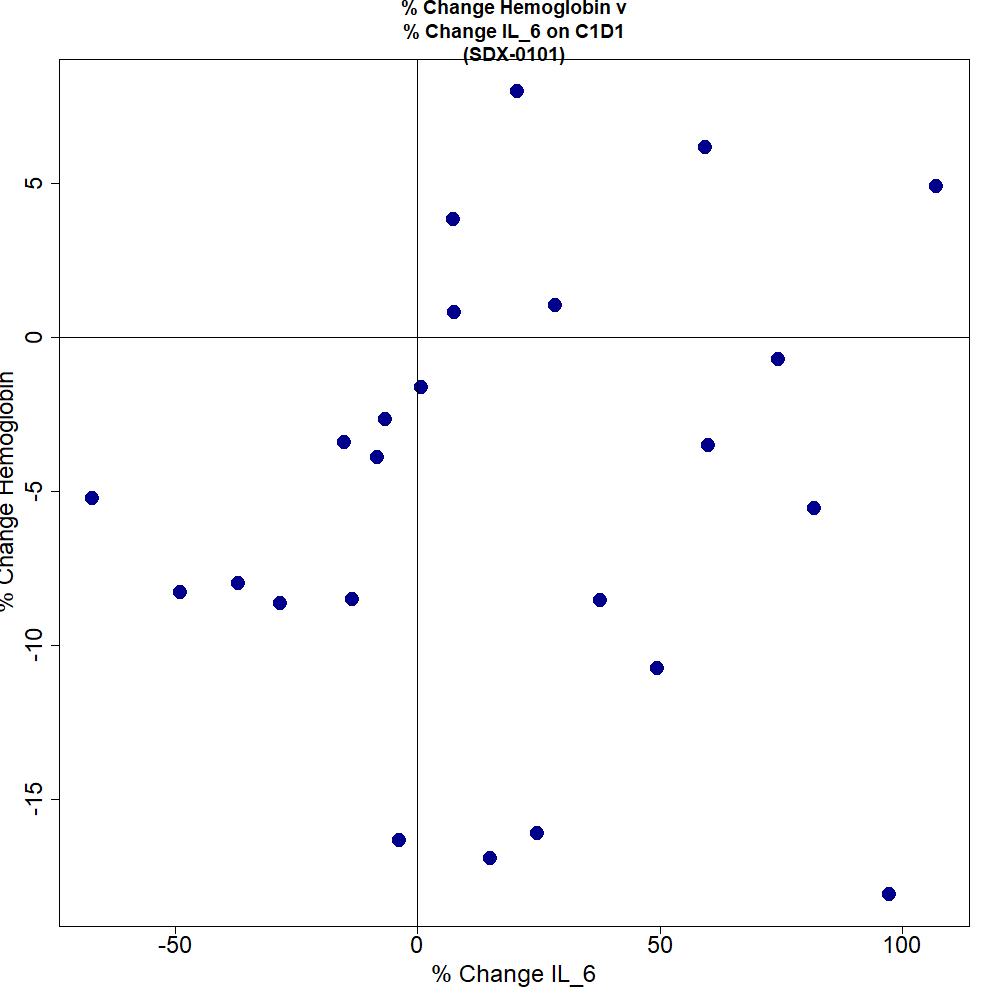 % Change Hemoglobin v
% Change IL_6 on C1D1
(SDX-0101)
% Change Hemoglobin
5
0
-5
-10
-15
-50
0
50
100
% Change IL_6